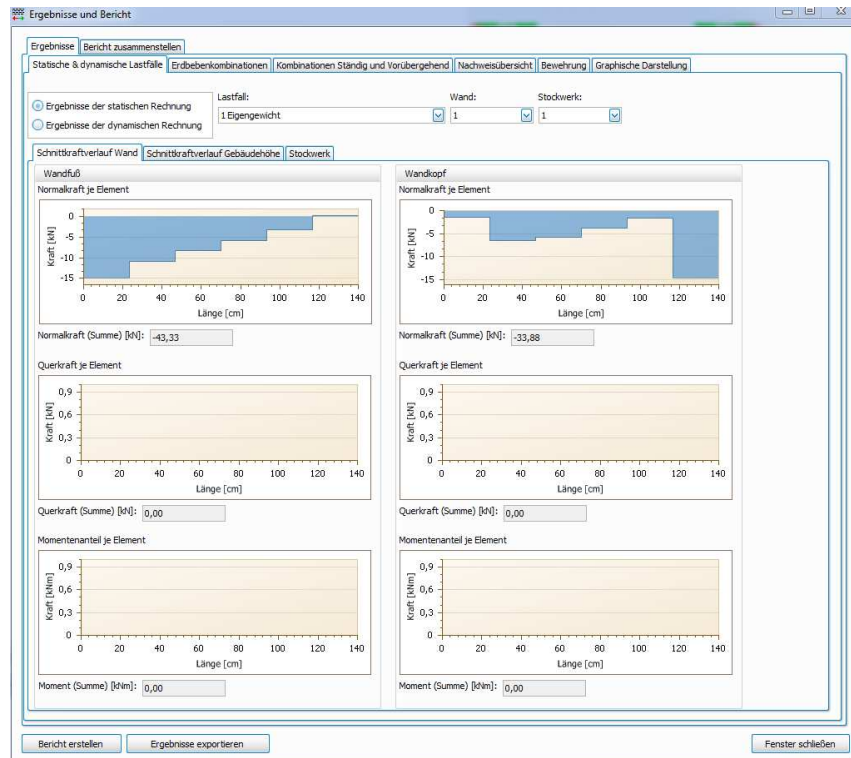 Ergebnisse und Bericht
Ergebnisse Bericht zusammenstellen
Statische & dynamische Lastfälle Erdbebenkombinationen Kombinationen Ständig und Vorübergehend Nachweisübersicht Bewehrung Graphische Darstellung
Lastfall: Wand: Stockwerk:
Ergebnisse der statischen Rechnung
1 Eigengewicht 1 1
Ergebnisse der dynamischen Rechnung
Schnittkraftverlauf Wand Schnittkraftverlauf Gebäudehöhe Stockwerk
Wandfuß
Normalkraft je Element
Kraft [kN]
0
-5
-10
-15
0 20 40 60 80 100 120 140
Länge [cm]
Normalkraft (Summe) [kN]: -43,33
Querkraft je Element
Kraft [kN]
0,9
0,6
0,3
0
0 20 40 60 80 100 120 140
Länge [cm]
Querkraft (Summe) [kN]: 0,00
Momentenanteil je Element
Kraft [kNm]
0,9
0,6
0,3
0
0 20 40 60 80 100 120 140
Länge [cm]
Moment (Summe) [kNm]: 0,00
Wandkopf
Normalkraft je Element
Kraft [kN]
0
-5
-10
-15
0 20 40 60 80 100 120 140
Länge [cm]
Normalkraft (Summe) [kN]: -33,88
Querkraft je Element
Kraft [kN]
0,9
0,6
0,3
0
0 20 40 60 80 100 120 140
Länge [cm]
Querkraft (Summe) [kN]: 0,00
Momentenanteil je Element
Kraft [kNm]
0,9
0,6
0,3
0
0 20 40 60 80 100 120 140
Länge [cm]
Moment (Summe) [kNm]: 0,00
Bericht erstellen Ergebnisse exportieren Fenster schließen